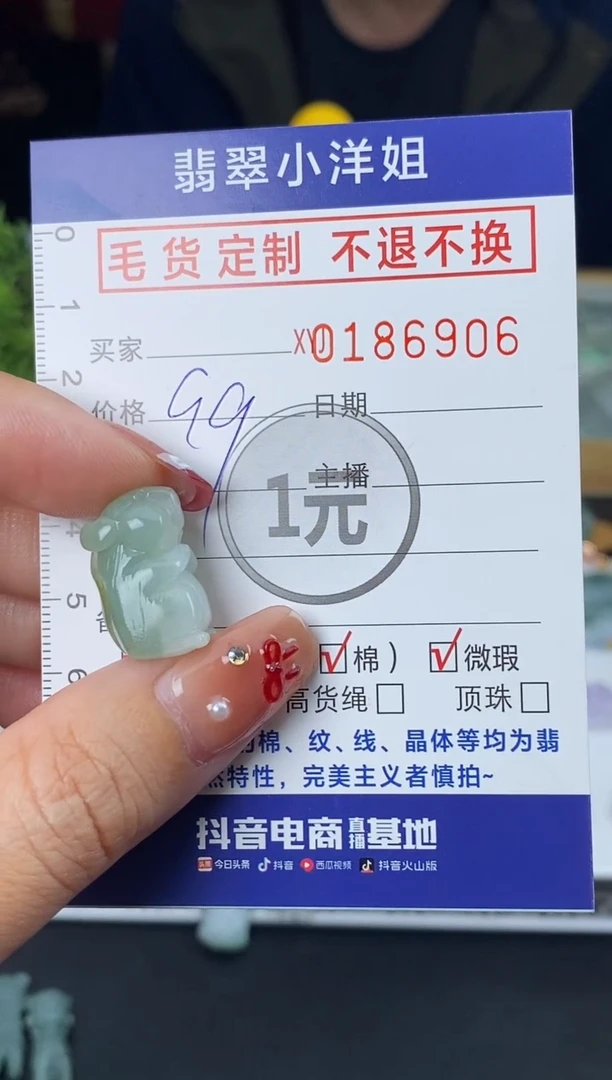 翡翠小洋姐
毛货定制 不退不换
0
1
买家 XYJ0186906
2
价格 99 日期
主播
1元
4
5
棉） 微瑕
6
高货绳 顶珠
棉、纹、线、晶体等均为翡
然特性，完美主义者慎拍~
抖音电商直播基地
头条 今日头条 抖音 西瓜视频 抖音火山版